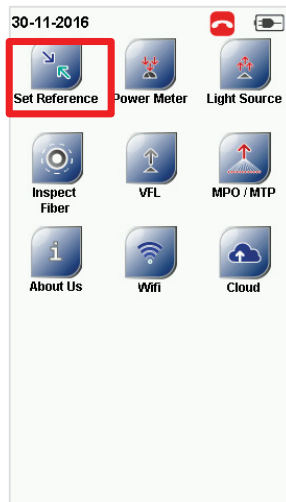 30-11-2016
Set Reference
Power Meter
Light Source
Inspect
Fiber
VFL
MPO / MTP
i
About Us
Wifi
Cloud